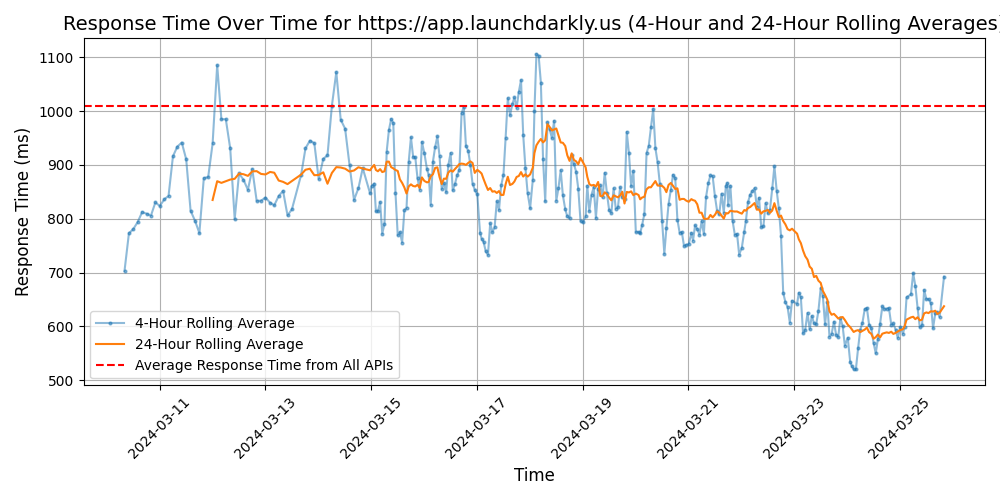 Response Time Over Time for https://app.launchdarkly.us (4-Hour and 24-Hour Rolling Averages)
1100
1000
900
800
700
600
500
Response Time (ms)
4-Hour Rolling Average
24-Hour Rolling Average
Average Response Time from All APIs
2024-03-11
2024-03-13
2024-03-15
2024-03-17
2024-03-19
2024-03-21
2024-03-23
2024-03-25
Time